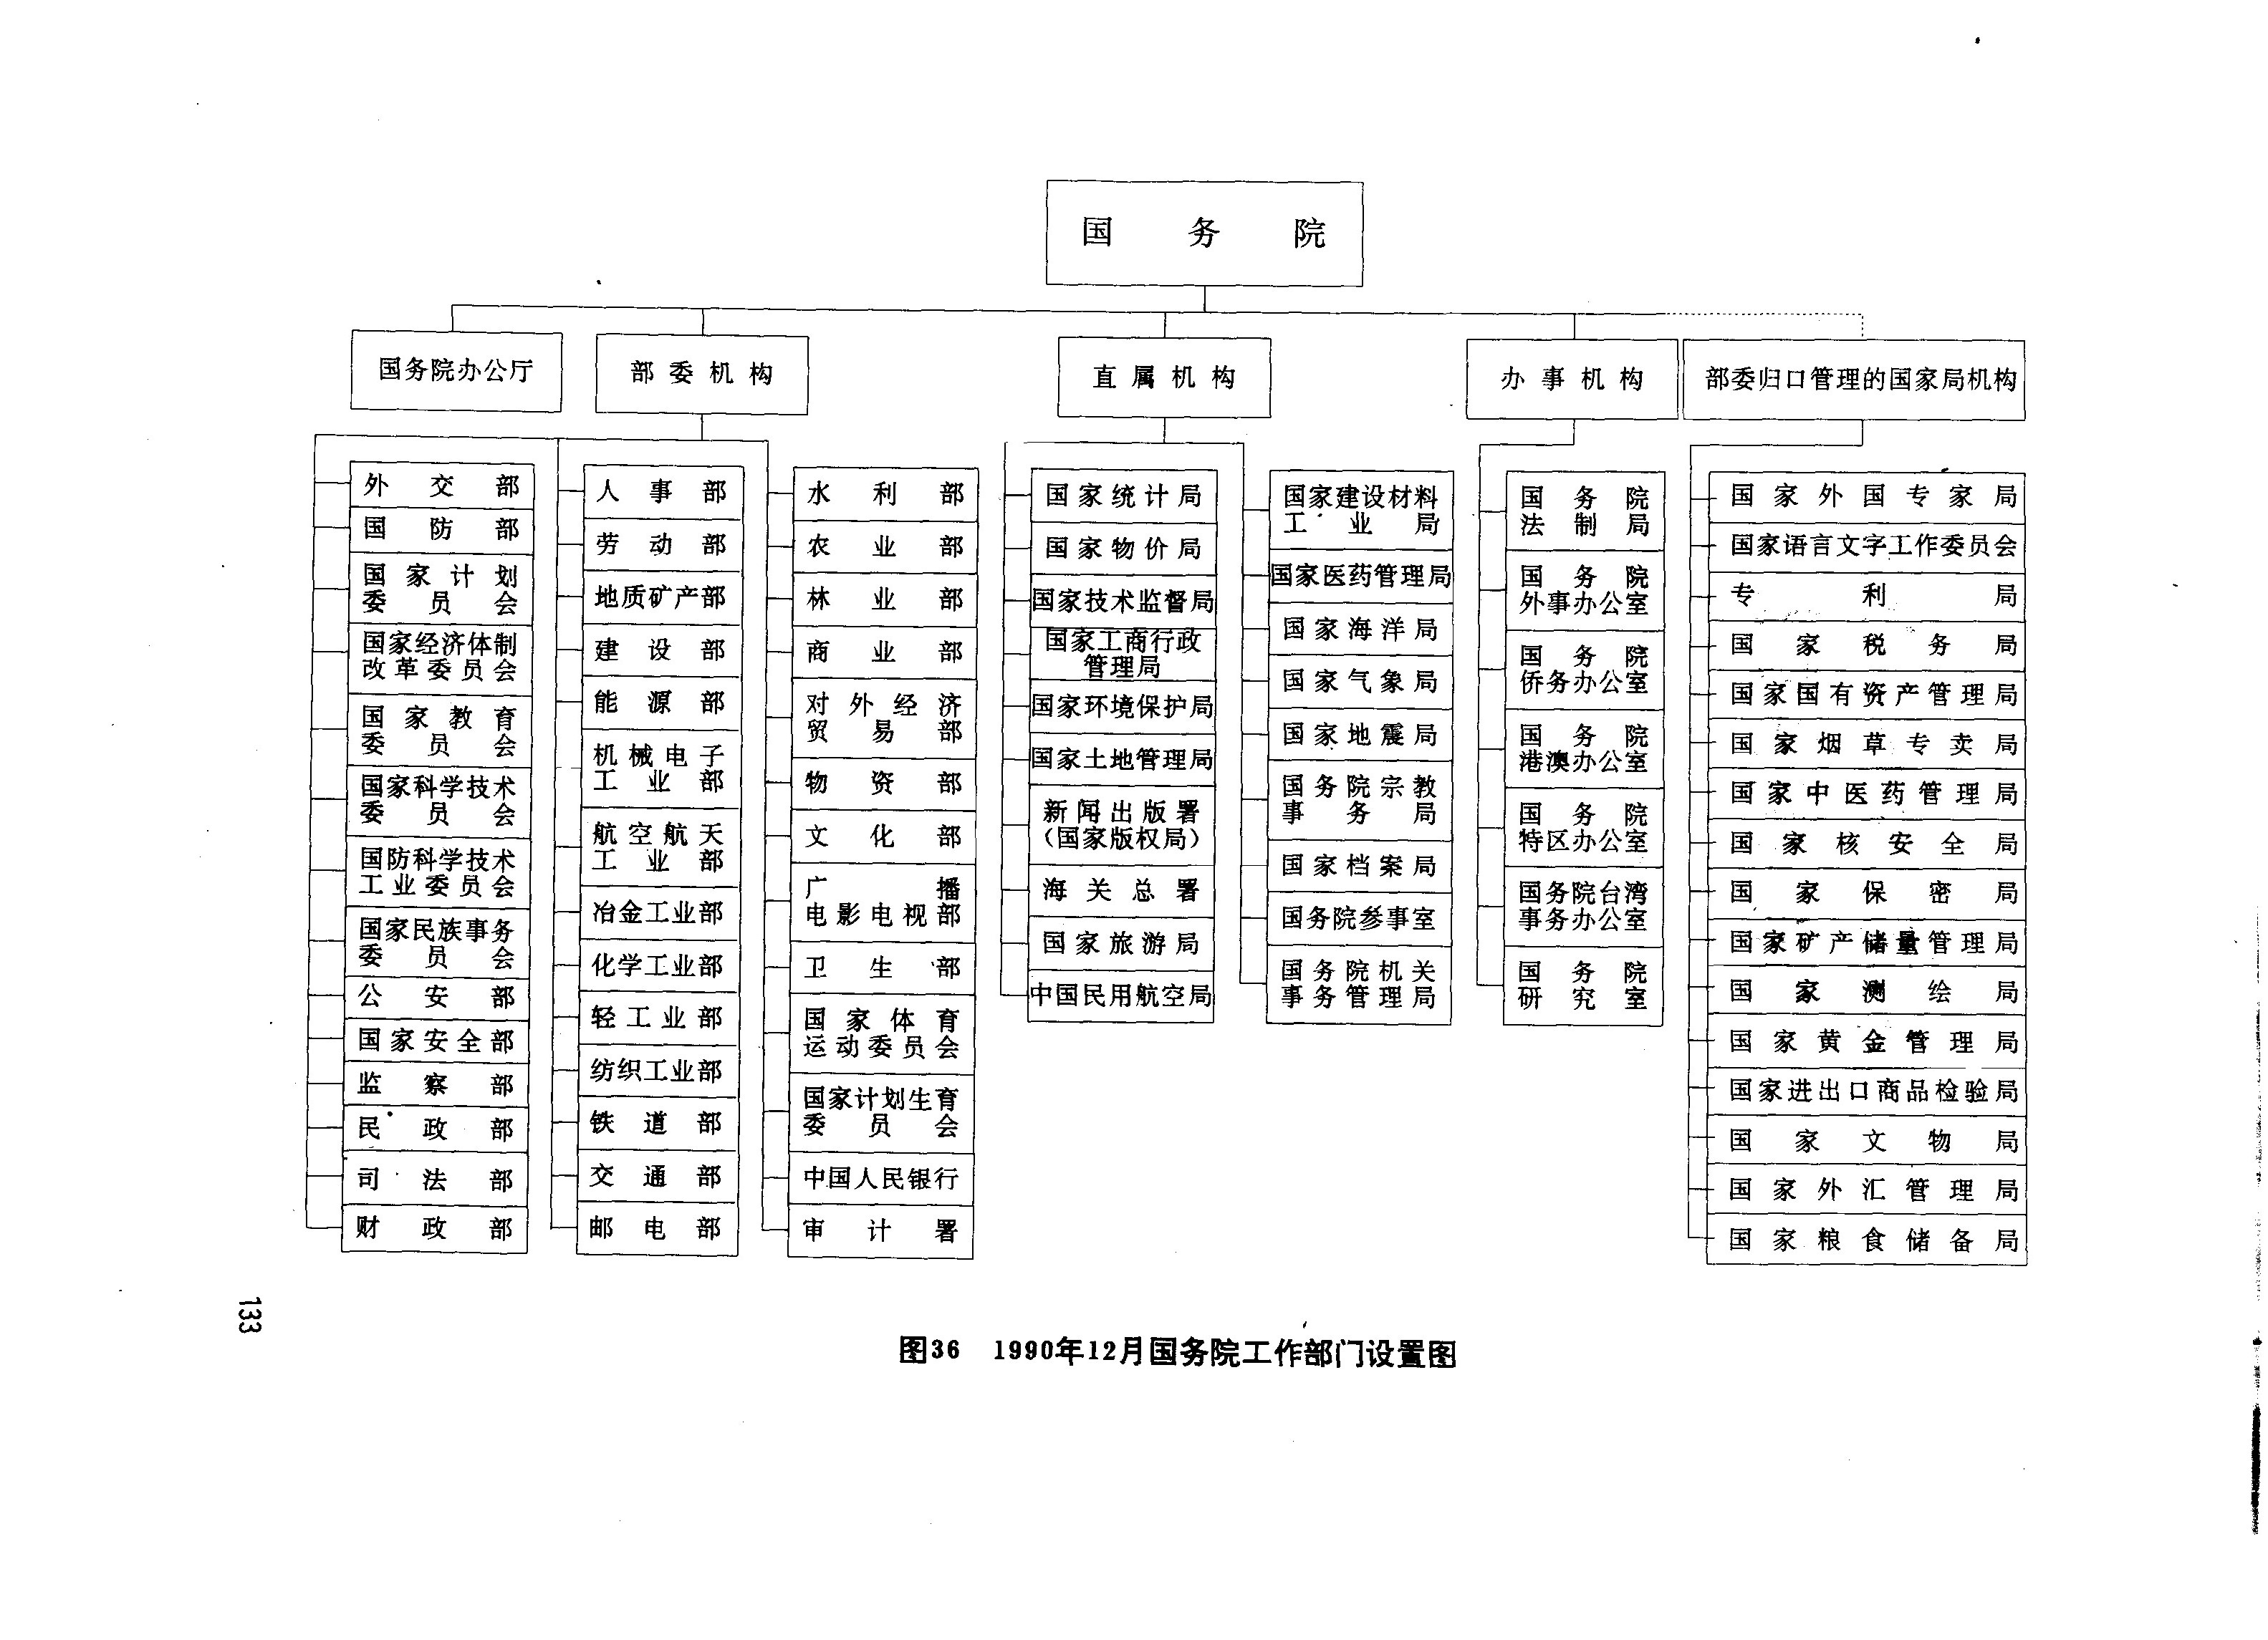 国务院
国务院办公厅
部委机构
直属机构
办事机构
部委归口管理的国家局机构
外交部
国防部
国家计划
委员会
国家经济体制
改革委员会
国家教育
委员会
国家科学技术
委员会
国防科学技术
工业委员会
国家民族事务
委员会
公安部
国家安全部
监察部
民政部
司法部
财政部
人事部
劳动部
地质矿产部
建设部
能源部
机械电子
工业部
航空航天
工业部
冶金工业部
化学工业部
轻工业部
纺织工业部
铁道部
交通部
邮电部
水利部
农业部
林业部
商业部
对外经济
贸易部
物资部
文化部
广播
电影电视部
卫生部
国家体育
运动委员会
国家计划生育
委员会
中国人民银行
审计署
国家统计局
国家物价局
国家技术监督局
国家工商行政
管理局
国家环境保护局
国家土地管理局
新闻出版署
（国家版权局）
海关总署
国家旅游局
中国民用航空局
国家建设材料
工业局
国家医药管理局
国家海洋局
国家气象局
国家地震局
国务院宗教
事务局
国家档案局
国务院参事室
国务院机关
事务管理局
国务院
法制局
国务院
外事办公室
国务院
侨务办公室
国务院
港澳办公室
国务院
特区办公室
国务院台湾
事务办公室
国务院
研究室
国家外国专家局
国家语言文字工作委员会
专利局
国家税务局
国家国有资产管理局
国家烟草专卖局
国家中医药管理局
国家核安全局
国家保密局
国家矿产储量管理局
国家测绘局
国家黄金管理局
国家进出口商品检验局
国家文物局
国家外汇管理局
国家粮食储备局
133
图36 1990年12月国务院工作部门设置图